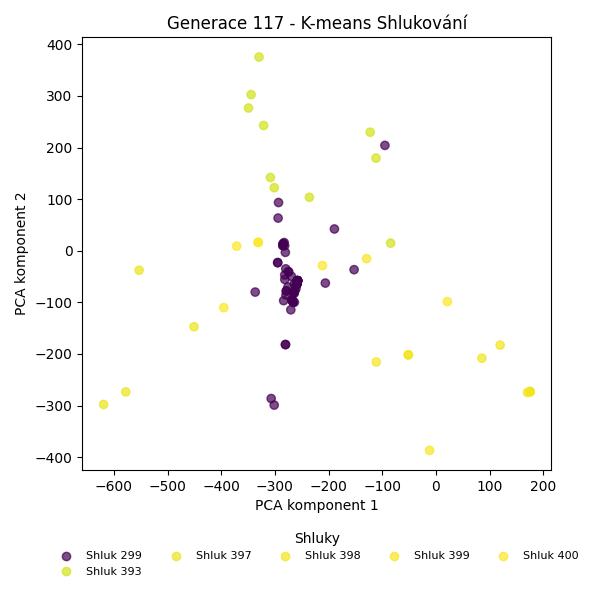 Generace 117 - K-means Shlukování
400
300
200
100
0
−100
−200
−300
−400
PCA komponent 2
−600 −500 −400 −300 −200 −100 0 100 200
PCA komponent 1
Shluky
Shluk 299 Shluk 397 Shluk 398 Shluk 399 Shluk 400
Shluk 393